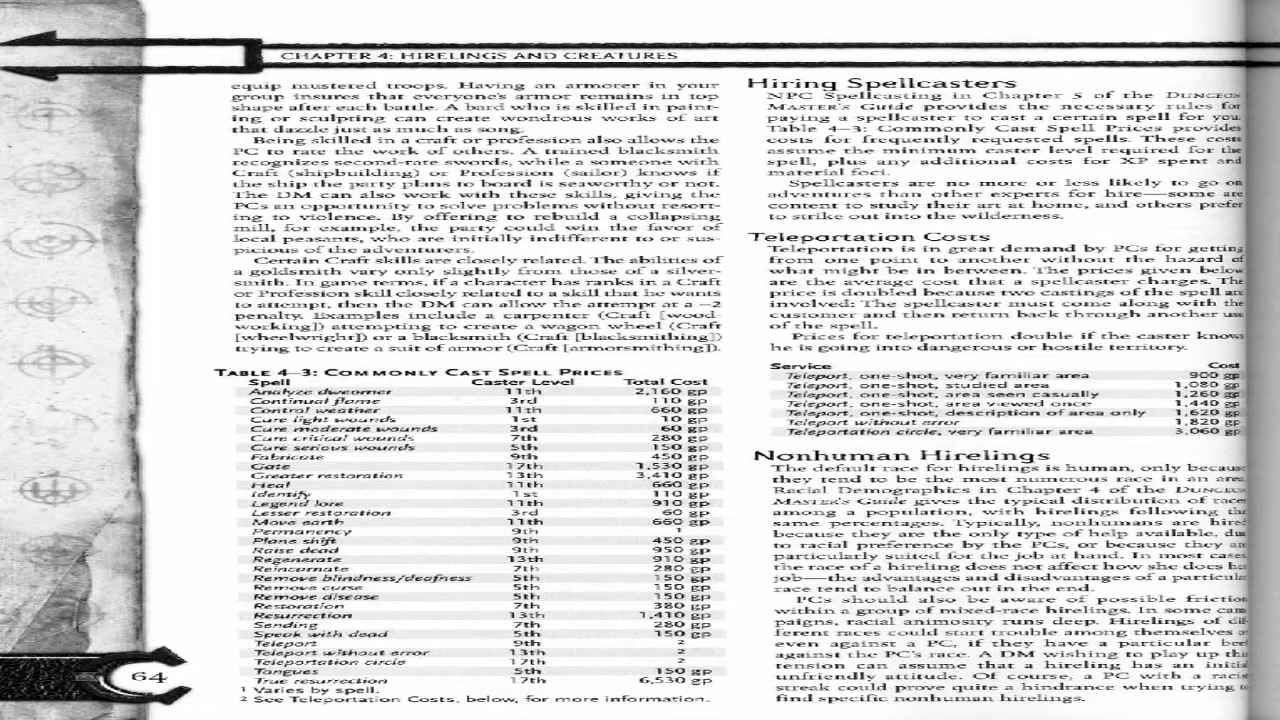 CHAPTER 4: HIRELINGS AND CREATURES
equip mustered troops. Having an armorer in your
group insures that everyone's armor remains in top
shape after each battle. A bard who is skilled in paint-
ing or sculpting can create wondrous works of art
that dazzle just as much as song.
Being skilled in a craft or profession also allows the
PC to rate the work of others. A trained blacksmith
recognizes second-rate swords, while a someone with
Craft (shipbuilding) or Profession (sailor) knows if
the ship the party plans to board is seaworthy or not.
The DM can also work with these skills, giving the
PCs an opportunity to solve problems without resort-
ing to violence. By offering to rebuild a collapsing
mill, for example, the party could win the favor of
local peasants, who are initially indifferent to or sus-
picious of the adventurers.
Certain Craft skills are closely related. The abilities of
a goldsmith vary only slightly from those of a silver-
smith. In game terms, if a character has ranks in a Craft
or Profession skill closely related to a skill that he wants
to attempt, then the DM can allow the attempt at a –2
penalty. Examples include a carpenter (Craft [wood-
working]) attempting to create a wagon wheel (Craft
[wheelwright]) or a blacksmith (Craft [blacksmithing])
trying to create a suit of armor (Craft [armorsmithing]).
TABLE 4–3: COMMONLY CAST SPELL PRICES
Spell Caster Level Total Cost
Analyze dweomer 11th 2,160 gp
Continual flame 3rd 110 gp
Control weather 11th 660 gp
Cure light wounds 1st 10 gp
Cure moderate wounds 3rd 60 gp
Cure critical wounds 7th 280 gp
Cure serious wounds 5th 150 gp
Fabricate 9th 450 gp
Gate 17th 1,530 gp
Greater restoration 13th 3,410 gp
Heal 11th 660 gp
Identify 1st 110 gp
Legend lore 11th 910 gp
Lesser restoration 3rd 60 gp
Move earth 11th 660 gp
Permanency 9th 1
Plane shift 9th 450 gp
Raise dead 9th 950 gp
Regenerate 13th 910 gp
Reincarnate 7th 280 gp
Remove blindness/deafness 5th 150 gp
Remove curse 5th 150 gp
Remove disease 5th 150 gp
Restoration 7th 380 gp
Resurrection 13th 1,410 gp
Sending 7th 280 gp
Speak with dead 5th 150 gp
Teleport 9th 2
Teleport without error 13th 2
Teleportation circle 17th 2
Tongues 5th 150 gp
True resurrection 17th 6,530 gp
1 Varies by spell.
2 See Teleportation Costs, below, for more information.
64
Hiring Spellcasters
NPC Spellcasting in Chapter 5 of the DUNGEON
MASTER'S Guide provides the necessary rules for
paying a spellcaster to cast a certain spell for you.
Table 4–3: Commonly Cast Spell Prices provides
costs for frequently requested spells. These costs
assume the minimum caster level required for the
spell, plus any additional costs for XP spent and
material foci.
Spellcasters are no more or less likely to go on
adventures than other experts for hire—some are
content to study their art at home, and others prefer
to strike out into the wilderness.
Teleportation Costs
Teleportation is in great demand by PCs for getting
from one point to another without the hazard of
what might be in between. The prices given below
are the average cost that a spellcaster charges. The
price is doubled because two castings of the spell are
involved: The spellcaster must come along with the
customer and then return back through another use
of the spell.
Prices for teleportation double if the caster knows
he is going into dangerous or hostile territory.
Service Cost
Teleport, one-shot, very familiar area 900 gp
Teleport, one-shot, studied area 1,080 gp
Teleport, one-shot, area seen casually 1,260 gp
Teleport, one-shot, area viewed once 1,440 gp
Teleport, one-shot, description of area only 1,620 gp
Teleport without error 1,820 gp
Teleportation circle, very familiar area 3,060 gp
Nonhuman Hirelings
The default race for hirelings is human, only because
they tend to be the most numerous race in an area.
Racial Demographics in Chapter 4 of the DUNGEON
MASTER'S Guide gives the typical distribution of races
among a population, with hirelings following the
same percentages. Typically, nonhumans are hired
because they are the only type of help available, due
to racial preference by the PCs, or because they are
particularly suited for the job at hand. In most cases
the race of a hireling does not affect how she does her
job—the advantages and disadvantages of a particular
race tend to balance out in the end.
PCs should also be aware of possible friction
within a group of mixed-race hirelings. In some cam-
paigns, racial animosity runs deep. Hirelings of dif-
ferent races could start trouble among themselves or
even against a PC, if they have a particular beef
against the PC's race. A DM wishing to play up this
tension can assume that a hireling has an initial
unfriendly attitude. Of course, a PC with a racist
streak could prove quite a hindrance when trying to
find specific nonhuman hirelings.